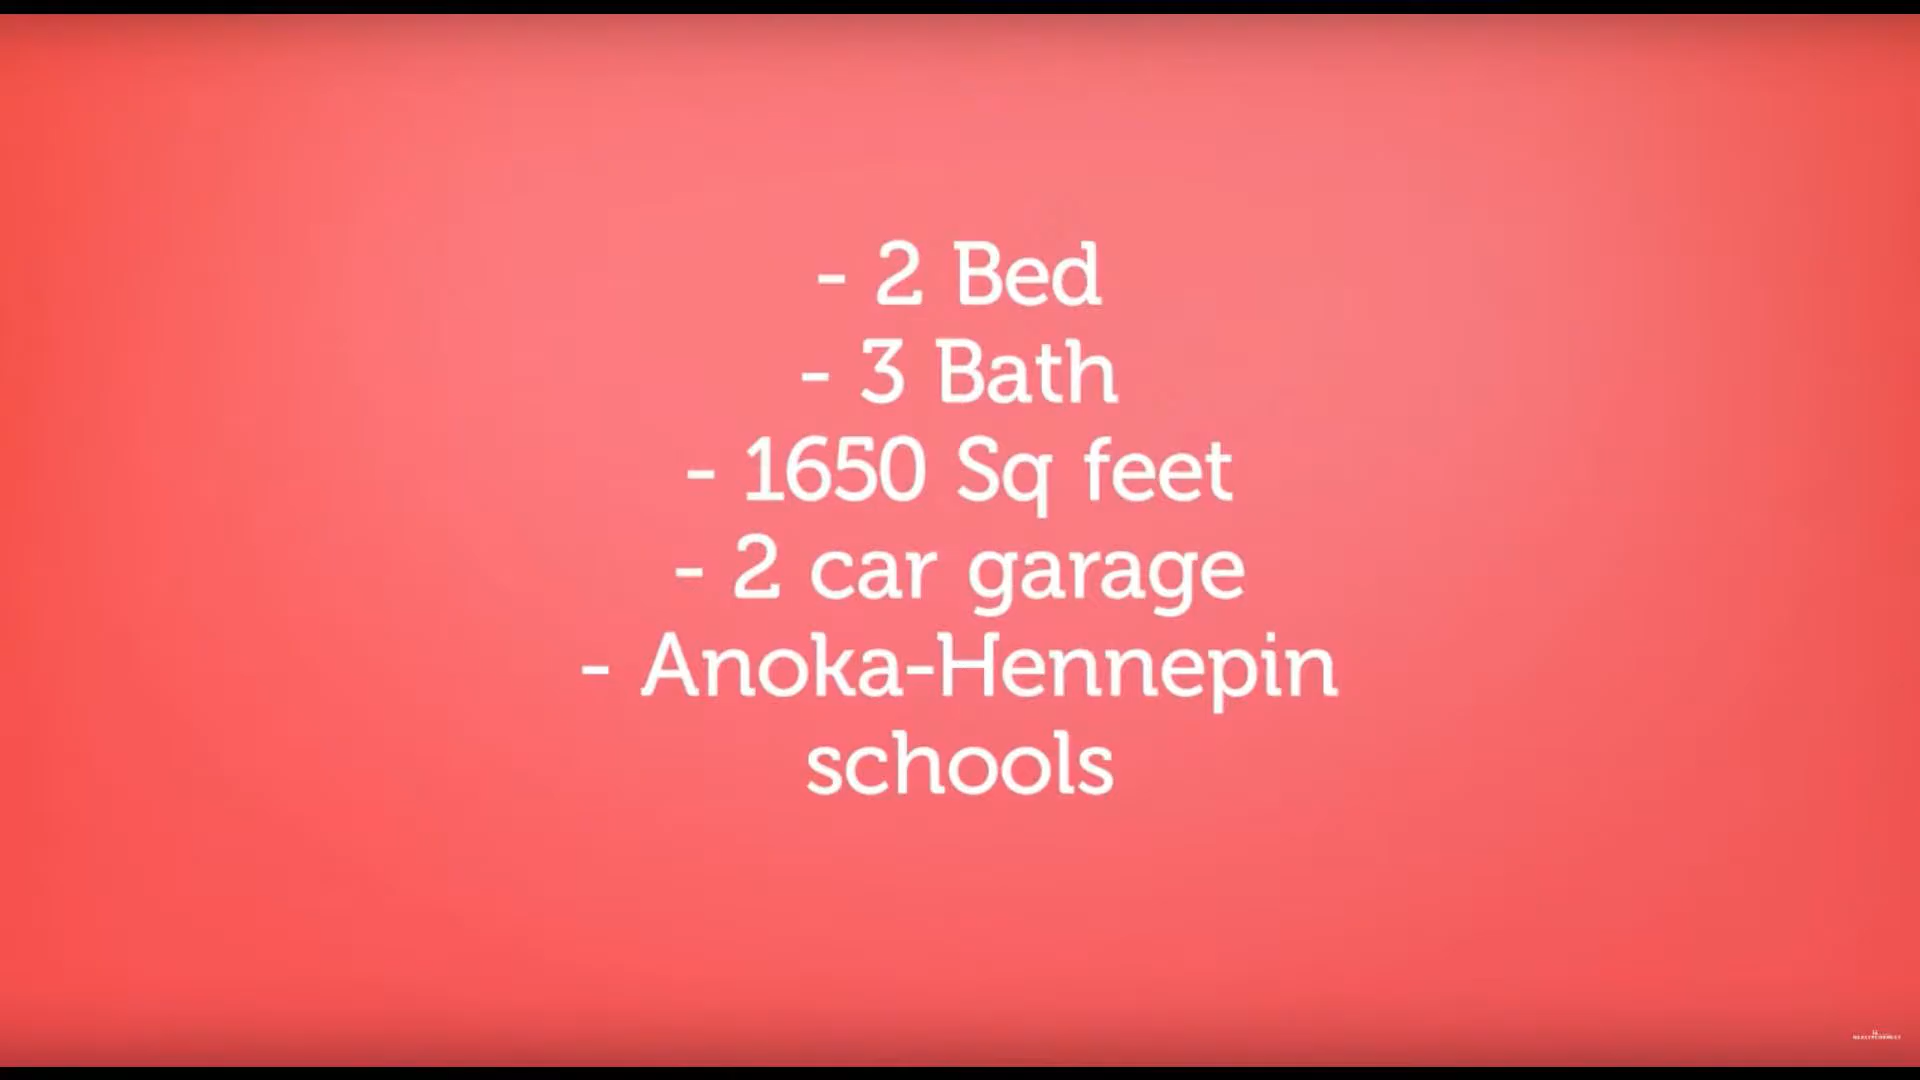 - 2 Bed
- 3 Bath
- 1650 Sq feet
- 2 car garage
- Anoka-Hennepin
schools